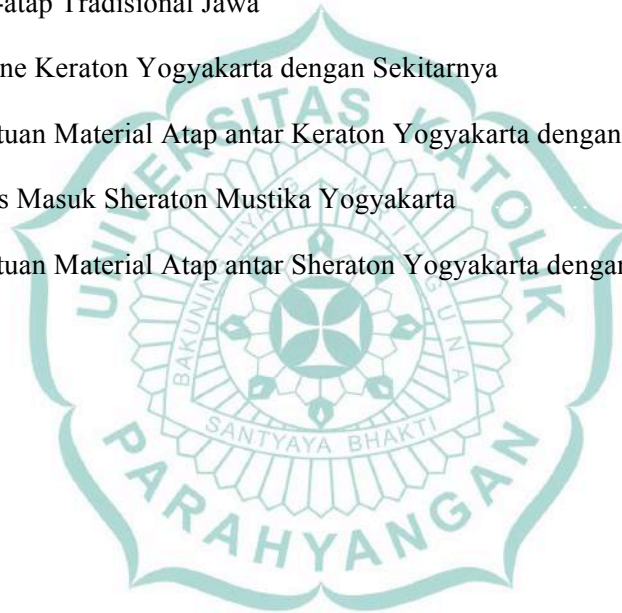 -atap Tradisional Jawa
ne Keraton Yogyakarta dengan Sekitarnya
tuan Material Atap antar Keraton Yogyakarta dengan
s Masuk Sheraton Mustika Yogyakarta
tuan Material Atap antar Sheraton Yogyakarta dengan
UNIVERSITAS KATOLIK
PARAHYANGAN
BAKUNING HYANG MRIH GUNA
SANTYAYA BHAKTI